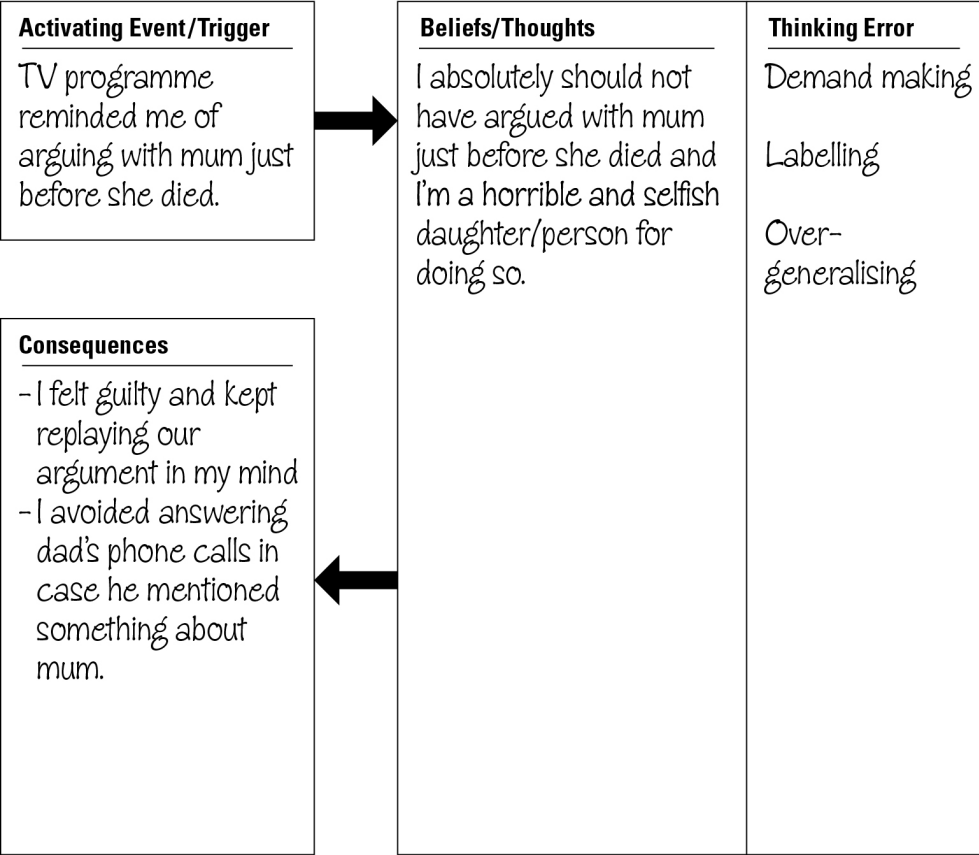 Activating Event/Trigger
TV programme
reminded me of
arguing with mum just
before she died.
Beliefs/Thoughts
I absolutely should not
have argued with mum
just before she died and
I'm a horrible and selfish
daughter/person for
doing so.
Thinking Error
Demand making
Labelling
Over-
generalising
Consequences
– I felt guilty and kept
replaying our
argument in my mind
– I avoided answering
dad's phone calls in
case he mentioned
something about
mum.